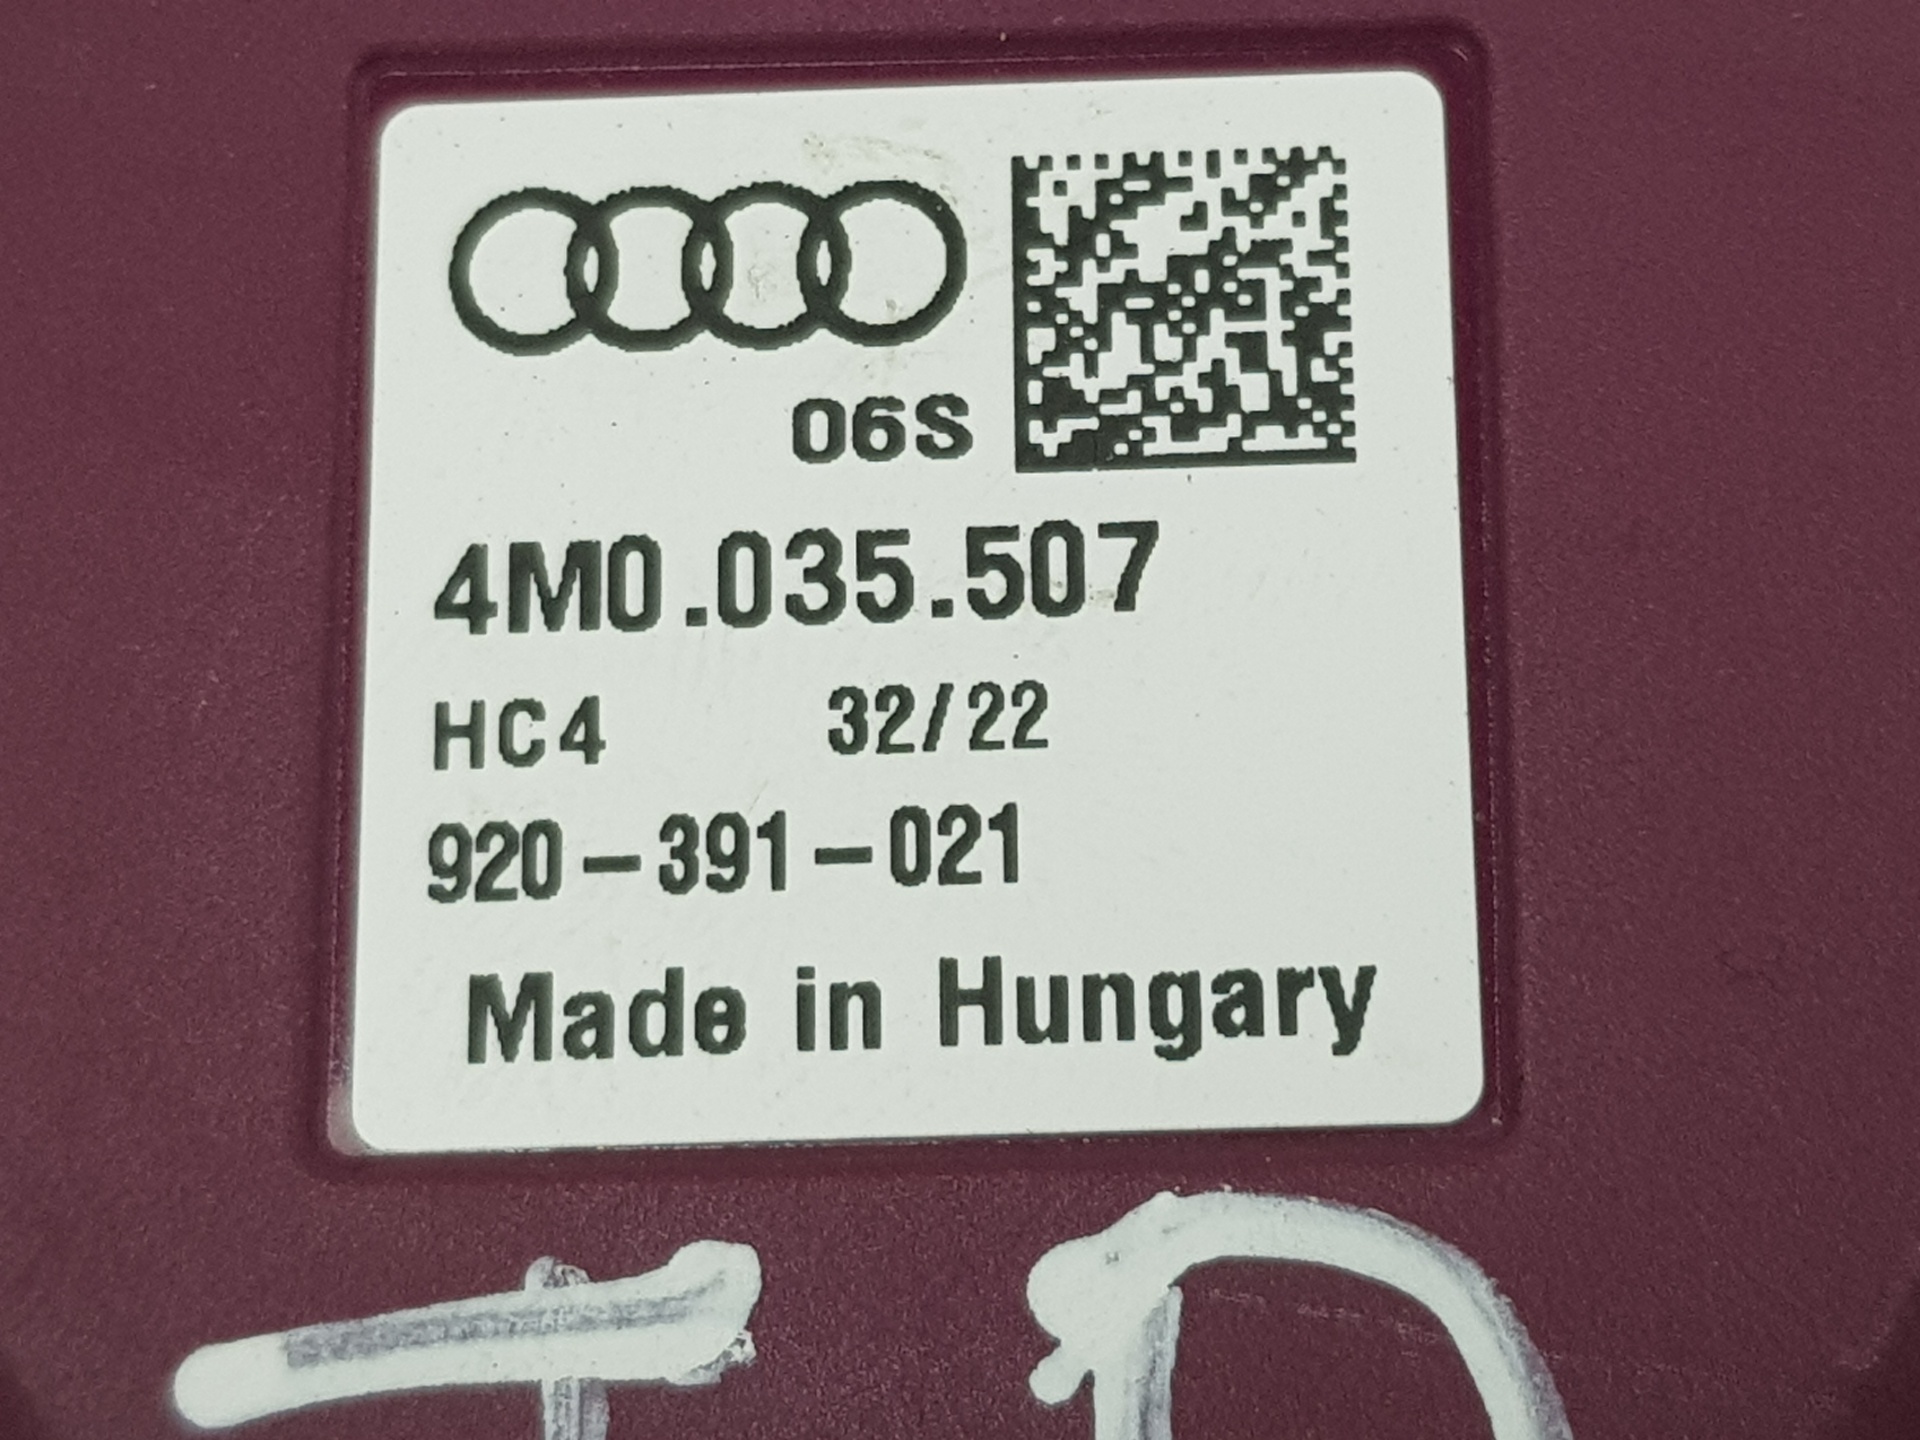 06S
4M0.035.507
HC4 32/22
920-391-021
Made in Hungary